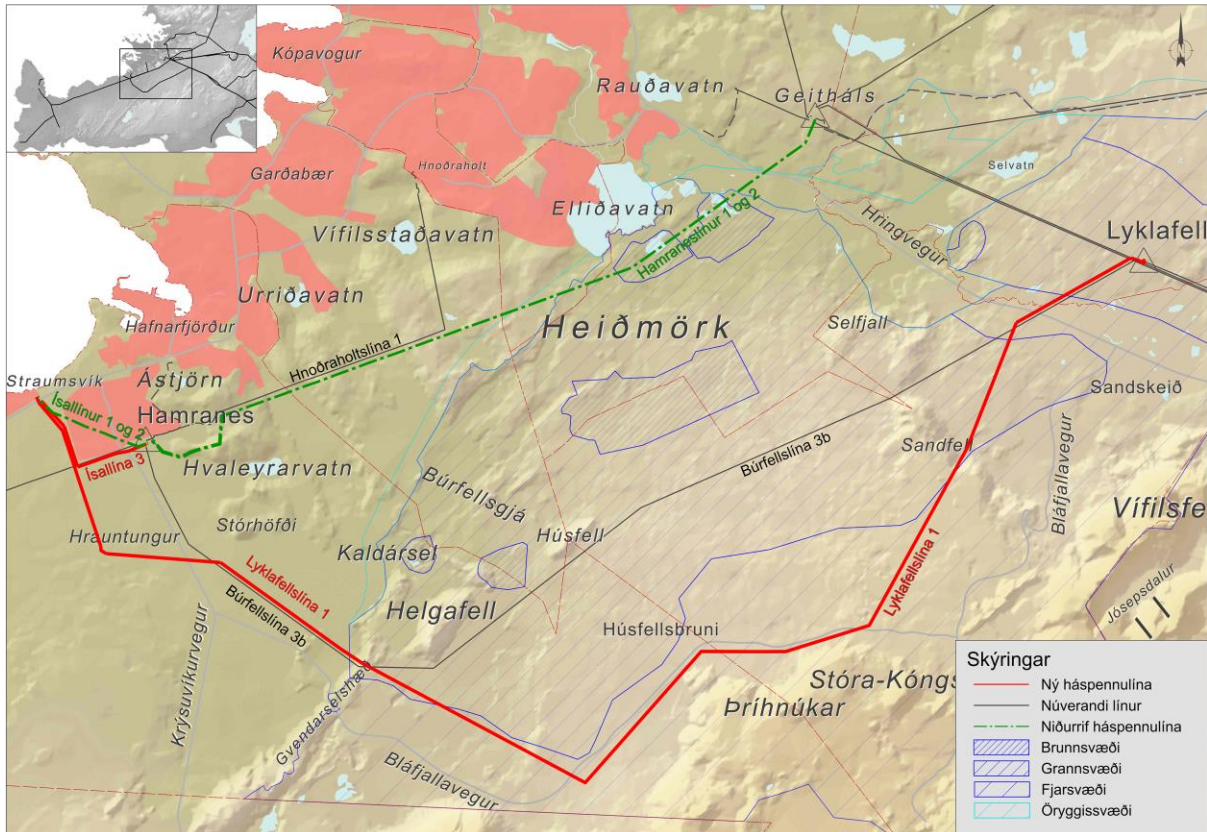 Kópavogur
Rauðavatn
Geitháls
Garðabær
Hnoðraholt
Selvatn
Elliðavatn
Hamraneslínur 1 og 2
Hringvegur
Vífilsstaðavatn
Lyklafell
Urriðavatn
Hafnarfjörður
Heiðmörk
Selfjall
Hnoðraholtslína 1
Straumsvík
Ástjörn
Sandskeið
Ísallínur 1 og 2
Hamranes
Sandfell
Ísallína 3
Hvaleyrarvatn
Búrfellslína 3b
Bláfjallavegur
Búrfellsgjá
Vífilsfe
Stórhöfði
Húsfell
Hrauntungur
Kaldársel
Lyklafellslína 1
Lyklafellslína 1
Helgafell
Jósepsdalur
Búrfellslína 3b
Húsfellsbruni
Krýsuvíkurvegur
Gvendarselshæð
Stóra-Kóngs
Þríhnúkar
Bláfjallavegur
Skýringar
Ný háspennulína
Núverandi línur
Niðurrif háspennulína
Brunnsvæði
Grannsvæði
Fjarsvæði
Öryggissvæði